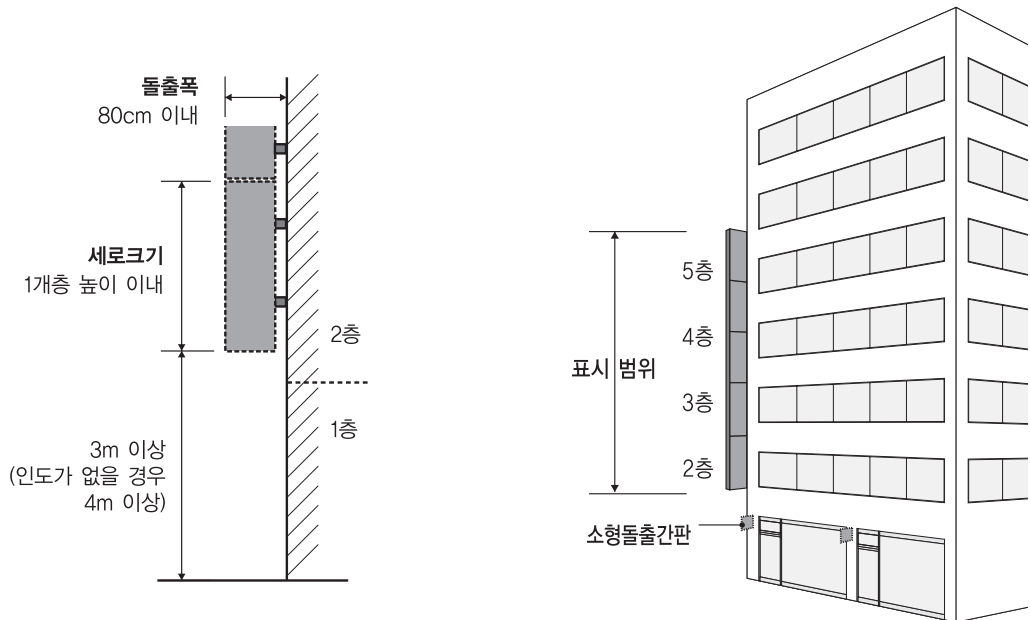 돌출폭
80cm 이내
세로크기
1개층 높이 이내
2층
1층
3m 이상
(인도가 없을 경우
4m 이상)
5층
4층
표시 범위
3층
2층
소형돌출간판